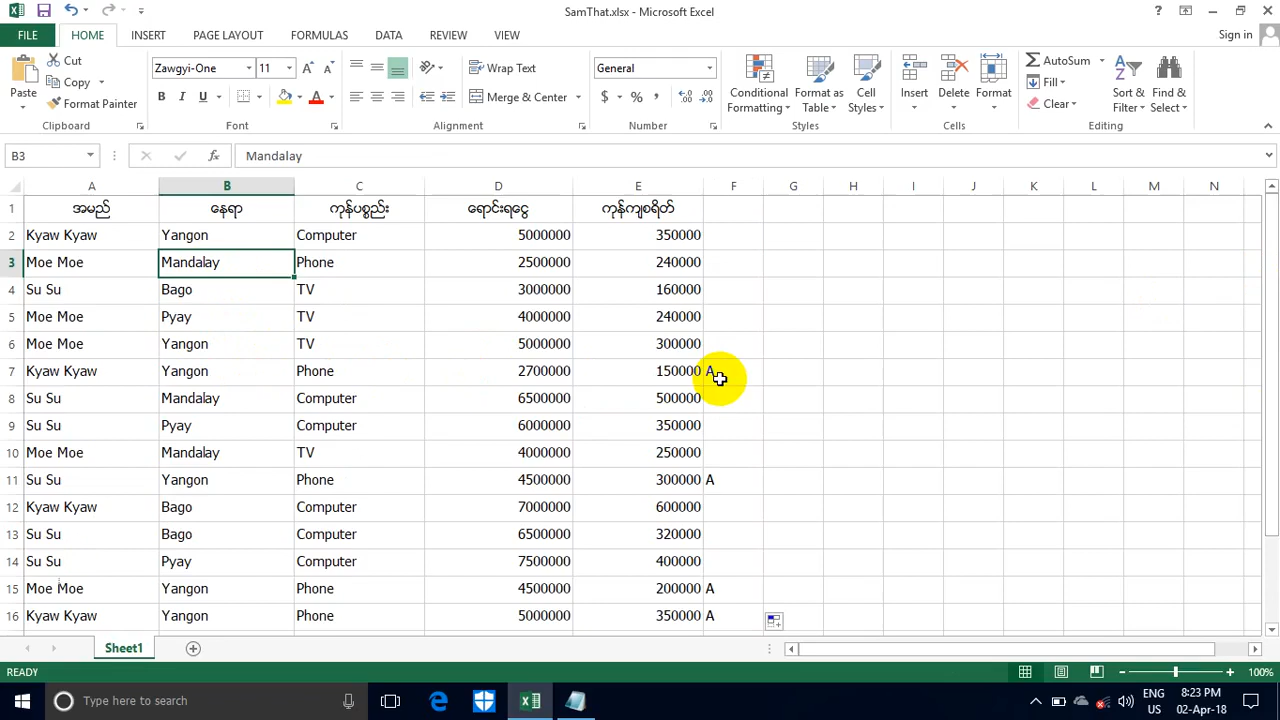 SamThat.xlsx - Microsoft Excel
Sign in
FILE HOME INSERT PAGE LAYOUT FORMULAS DATA REVIEW VIEW
Paste
Cut
Copy
Format Painter
Clipboard
Zawgyi-One 11
B I U
Font
Wrap Text
Merge & Center
Alignment
General
$ % ,
Number
Conditional Formatting
Format as Table
Cell Styles
Styles
Insert
Delete
Format
Cells
AutoSum
Fill
Clear
Sort & Filter
Find & Select
Editing
B3 fx Mandalay
A B C D E F G H I J K L M N
1 အမည် နေရာ ကုန်ပစ္စည်း ရောင်းရငွေ ကုန်ကျစရိတ်
2 Kyaw Kyaw Yangon Computer 5000000 350000
3 Moe Moe Mandalay Phone 2500000 240000
4 Su Su Bago TV 3000000 160000
5 Moe Moe Pyay TV 4000000 240000
6 Moe Moe Yangon TV 5000000 300000
7 Kyaw Kyaw Yangon Phone 2700000 150000 A
8 Su Su Mandalay Computer 6500000 500000
9 Su Su Pyay Computer 6000000 350000
10 Moe Moe Mandalay TV 4000000 250000
11 Su Su Yangon Phone 4500000 300000 A
12 Kyaw Kyaw Bago Computer 7000000 600000
13 Su Su Bago Computer 6500000 320000
14 Su Su Pyay Computer 7500000 400000
15 Moe Moe Yangon Phone 4500000 200000 A
16 Kyaw Kyaw Yangon Phone 5000000 350000 A
Sheet1
READY
100%
Type here to search
ENG
US
8:23 PM
02-Apr-18